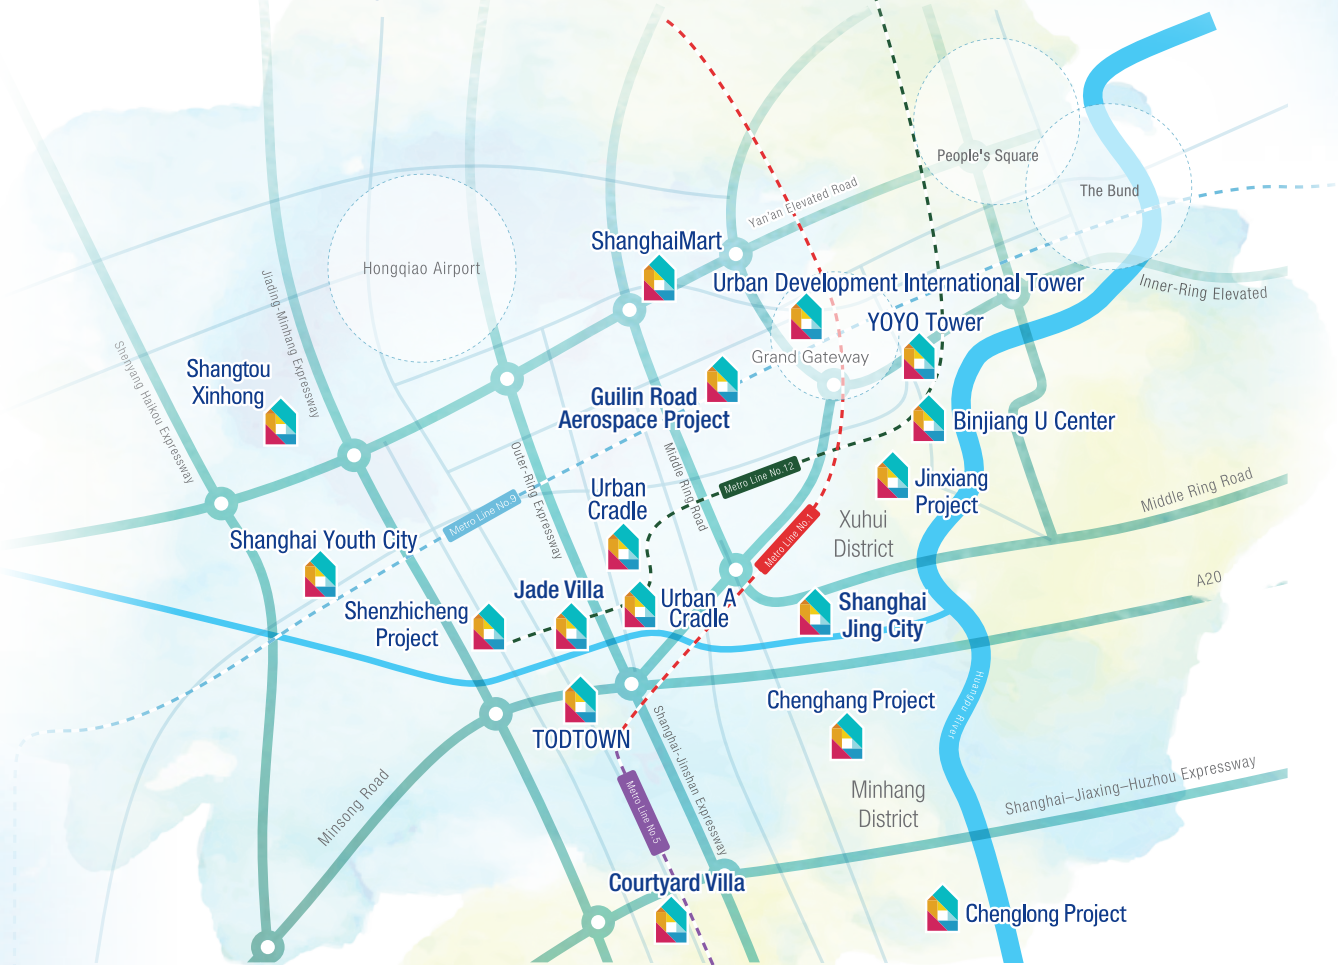 People's Square
The Bund
Yan'an Elevated Road
ShanghaiMart
Hongqiao Airport
Urban Development International Tower
Inner-Ring Elevated
Jiading-Minhang Expressway
YOYO Tower
Grand Gateway
Shenyang Haikou Expressway
Shangtou
Xinhong
Guilin Road
Aerospace Project
Binjiang U Center
Outer-Ring Expressway
Middle Ring Road
Metro Line No.12
Jinxiang
Project
Middle Ring Road
Urban
Cradle
Metro Line No.9
Metro Line No.1
Xuhui
District
Shanghai Youth City
A20
Jade Villa
Urban A
Cradle
Shanghai
Jing City
Shenzhicheng
Project
Chenghang Project
Huangpu River
TODTOWN
Shanghai-Jinshan Expressway
Minsong Road
Metro Line No.5
Minhang
District
Shanghai–Jiaxing–Huzhou Expressway
Courtyard Villa
Chenglong Project